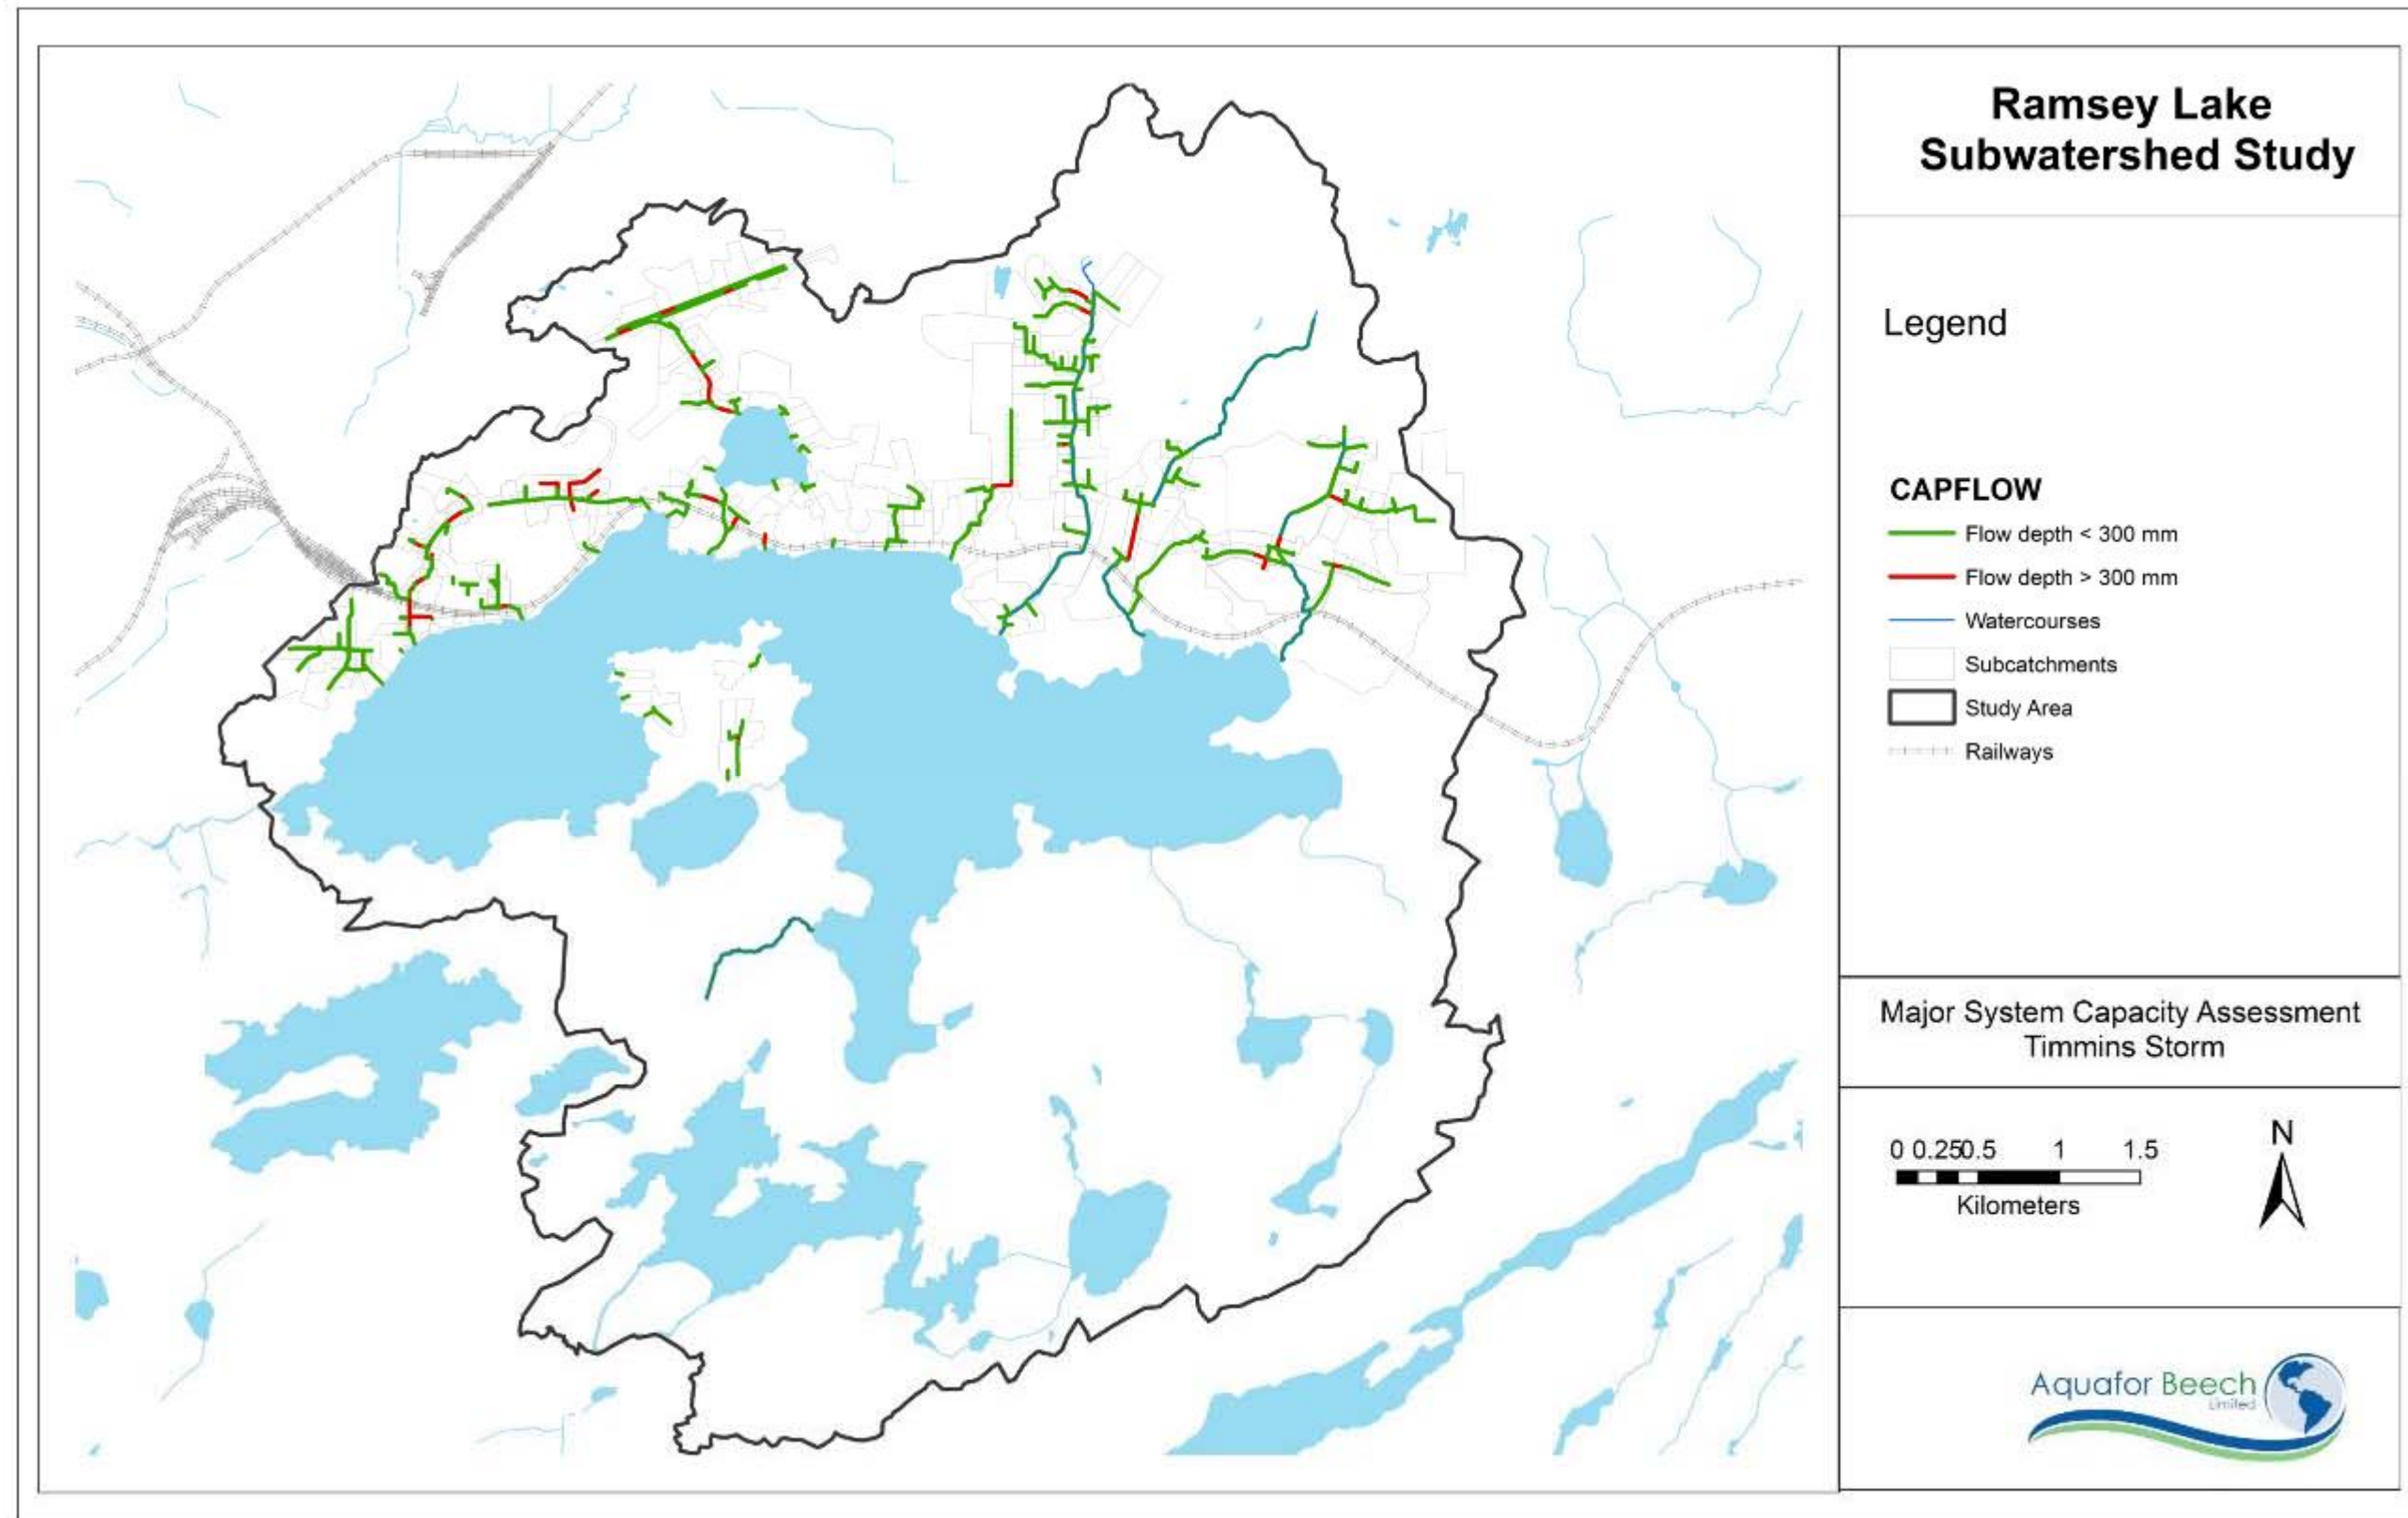 Ramsey Lake
Subwatershed Study
Legend
CAPFLOW
Flow depth < 300 mm
Flow depth > 300 mm
Watercourses
Subcatchments
Study Area
Railways
Major System Capacity Assessment
Timmins Storm
0 0.250.5 1 1.5
Kilometers
N
Aquafor Beech
Limited